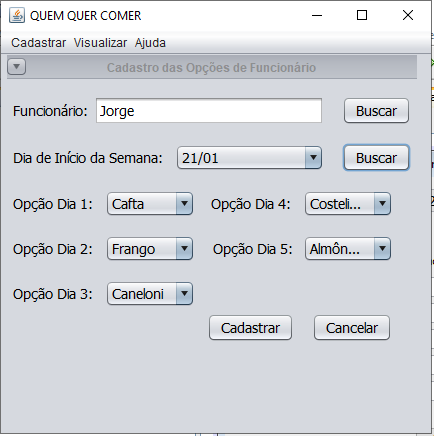 QUEM QUER COMER
Cadastrar Visualizar Ajuda
Cadastro das Opções de Funcionário
Funcionário: Jorge Buscar
Dia de Início da Semana: 21/01 Buscar
Opção Dia 1: Cafta Opção Dia 4: Costeli...
Opção Dia 2: Frango Opção Dia 5: Almôn...
Opção Dia 3: Caneloni
Cadastrar Cancelar